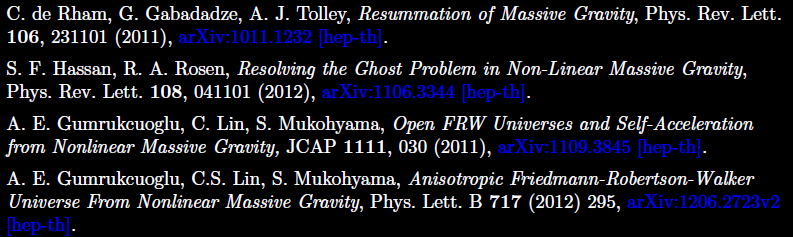 C. de Rham, G. Gabadadze, A. J. Tolley, Resummation of Massive Gravity, Phys. Rev. Lett.
106, 231101 (2011), arXiv:1011.1232 [hep-th].
S. F. Hassan, R. A. Rosen, Resolving the Ghost Problem in Non-Linear Massive Gravity,
Phys. Rev. Lett. 108, 041101 (2012), arXiv:1106.3344 [hep-th].
A. E. Gumrukcuoglu, C. Lin, S. Mukohyama, Open FRW Universes and Self-Acceleration
from Nonlinear Massive Gravity, JCAP 1111, 030 (2011), arXiv:1109.3845 [hep-th].
A. E. Gumrukcuoglu, C.S. Lin, S. Mukohyama, Anisotropic Friedmann-Robertson-Walker
Universe From Nonlinear Massive Gravity, Phys. Lett. B 717 (2012) 295, arXiv:1206.2723v2
[hep-th].